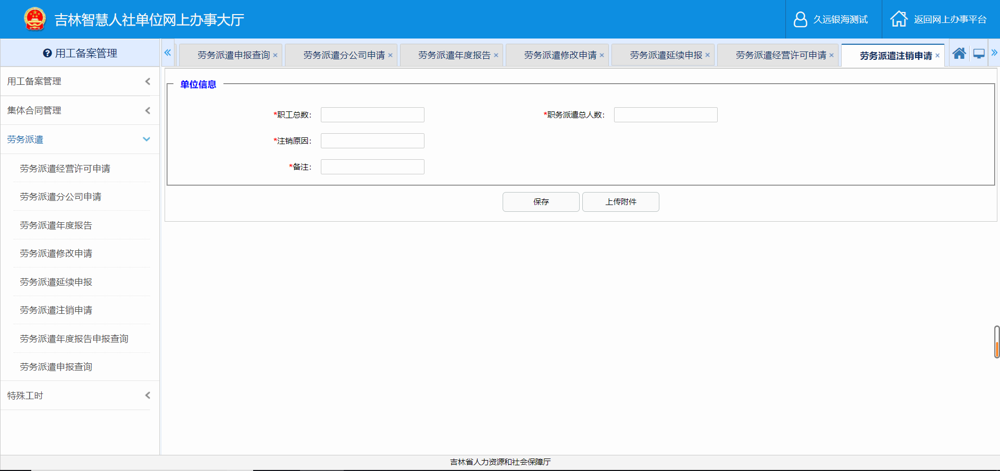 吉林智慧人社单位网上办事大厅
久远银海测试
返回网上办事平台
用工备案管理
劳务派遣申报查询 ×
劳务派遣分公司申请 ×
劳务派遣年度报告 ×
劳务派遣修改申请 ×
劳务派遣延续申报 ×
劳务派遣经营许可申请 ×
劳务派遣注销申请 ×
用工备案管理
集体合同管理
劳务派遣
劳务派遣经营许可申请
劳务派遣分公司申请
劳务派遣年度报告
劳务派遣修改申请
劳务派遣延续申报
劳务派遣注销申请
劳务派遣年度报告申报查询
劳务派遣申报查询
特殊工时
单位信息
*职工总数:
*职务派遣总人数:
*注销原因:
*备注:
保存
上传附件
吉林省人力资源和社会保障厅